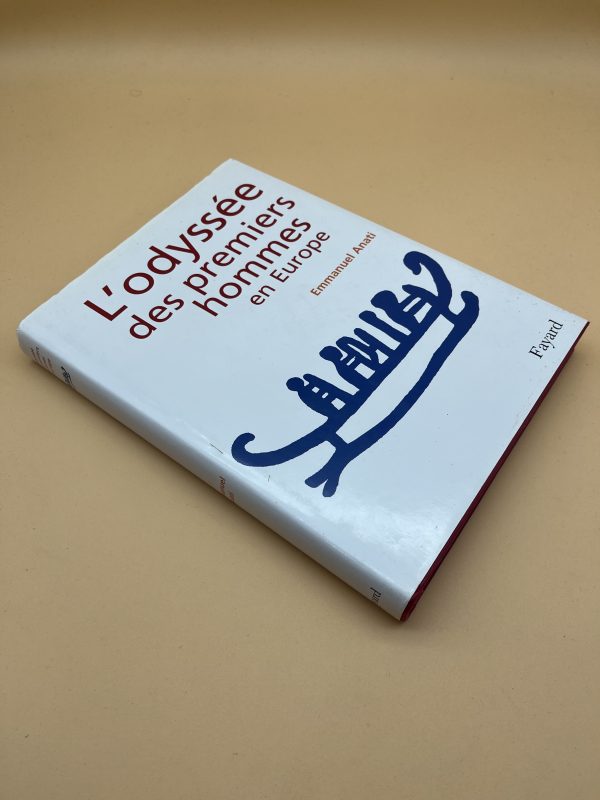 L'odyssée
des premiers
hommes
en Europe
Emmanuel Anati
Fayard